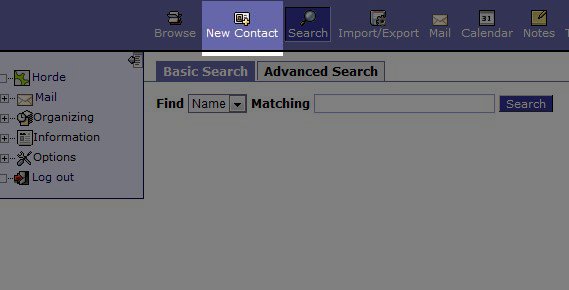 Browse New Contact Search Import/Export Mail Calendar Notes
31
Horde
Mail
Organizing
Information
Options
Log out
Basic Search Advanced Search
Find Name Matching Search